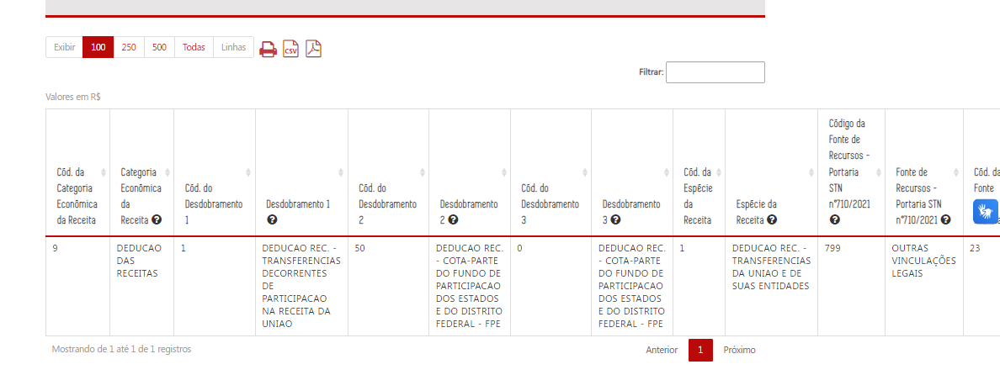 Exibir 100 250 500 Todas Linhas CSV
Filtrar:
Valores em R$
Cód. da
Categoria
Econômica
da Receita
Categoria
Econômica
da
Receita ?
Cód. do
Desdobramento
1
Desdobramento 1
?
Cód. do
Desdobramento
2
Desdobramento
2 ?
Cód. do
Desdobramento
3
Desdobramento
3 ?
Cód. da
Espécie
da
Receita
Espécie da
Receita ?
Código da
Fonte de
Recursos -
Portaria
STN
n°710/2021
?
Fonte de
Recursos -
Portaria STN
n°710/2021 ?
Cód. da
Fonte
9
DEDUCAO
DAS
RECEITAS
1
DEDUCAO REC. -
TRANSFERENCIAS
DECORRENTES
DE
PARTICIPACAO
NA RECEITA DA
UNIAO
50
DEDUCAO REC.
- COTA-PARTE
DO FUNDO DE
PARTICIPACAO
DOS ESTADOS
E DO DISTRITO
FEDERAL - FPE
0
DEDUCAO REC.
- COTA-PARTE
DO FUNDO DE
PARTICIPACAO
DOS ESTADOS
E DO DISTRITO
FEDERAL - FPE
1
DEDUCAO REC. -
TRANSFERENCIAS
DA UNIAO E DE
SUAS ENTIDADES
799
OUTRAS
VINCULAÇÕES
LEGAIS
23
Mostrando de 1 até 1 de 1 registros
Anterior 1 Próximo